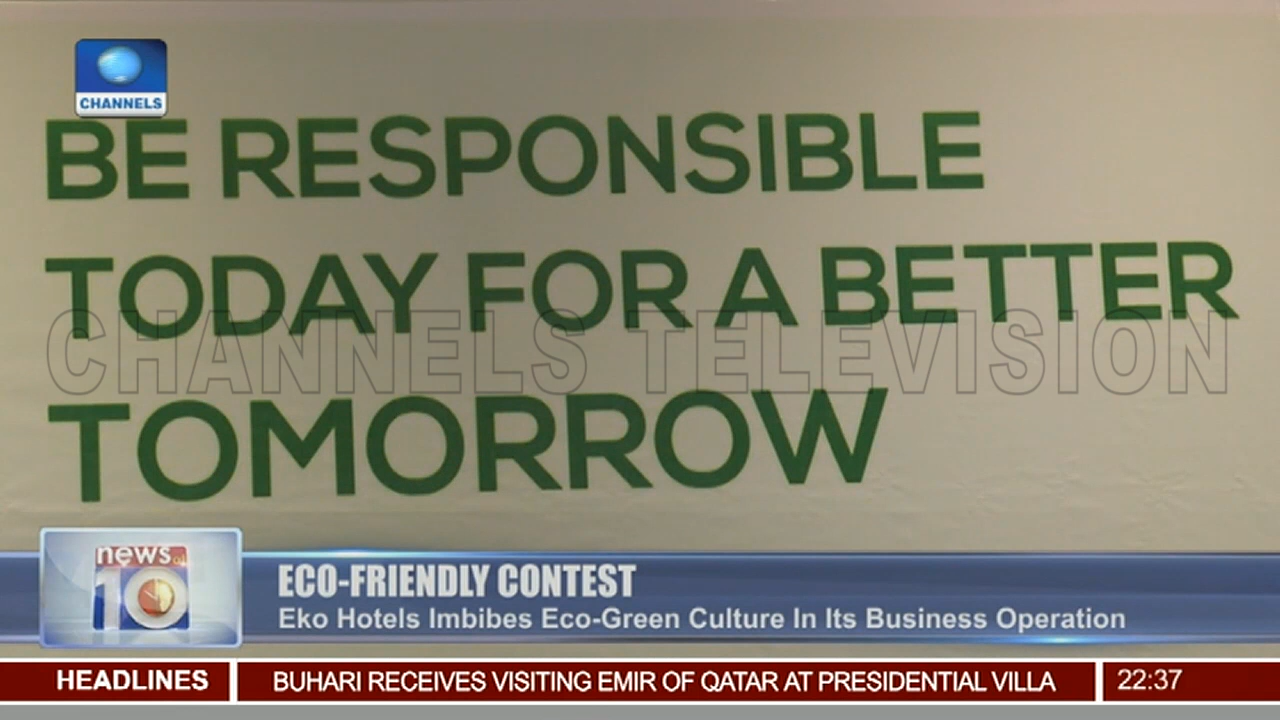 CHANNELS
BE RESPONSIBLE
TODAY FOR A BETTER
CHANNELS TELEVISION
TOMORROW
news at
10
ECO-FRIENDLY CONTEST
Eko Hotels Imbibes Eco-Green Culture In Its Business Operation
HEADLINES
BUHARI RECEIVES VISITING EMIR OF QATAR AT PRESIDENTIAL VILLA
22:37